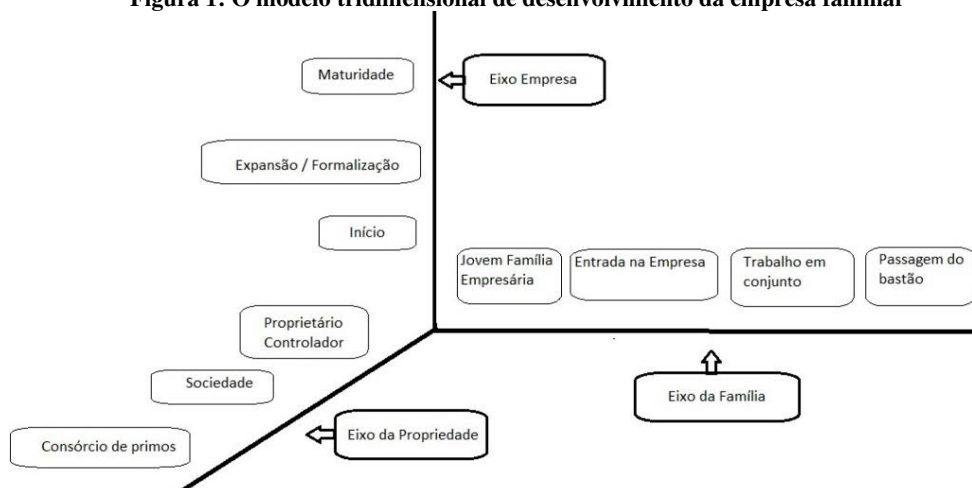 Figura 1: O modelo tridimensional de desenvolvimento da empresa familiar
Maturidade
Eixo Empresa
Expansão / Formalização
Início
Jovem Família
Empresária
Entrada na Empresa
Trabalho em
conjunto
Passagem do
bastão
Proprietário
Controlador
Sociedade
Eixo da Família
Eixo da Propriedade
Consórcio de primos